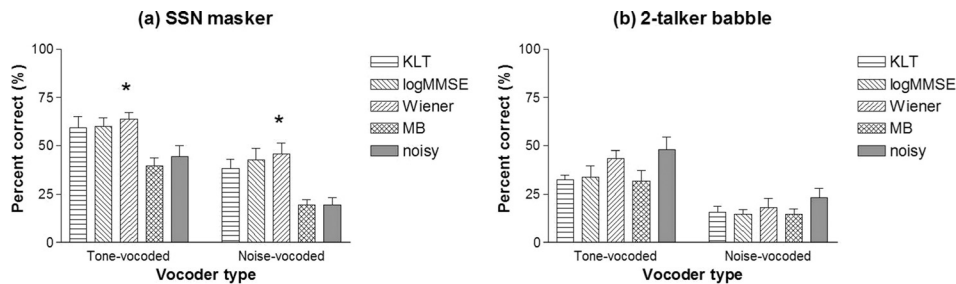 (a) SSN masker
100
75
50
25
0
Percent correct (%)
*
*
Tone-vocoded
Noise-vocoded
Vocoder type
KLT
logMMSE
Wiener
MB
noisy
(b) 2-talker babble
100
75
50
25
0
Percent correct (%)
Tone-vocoded
Noise-vocoded
Vocoder type
KLT
logMMSE
Wiener
MB
noisy